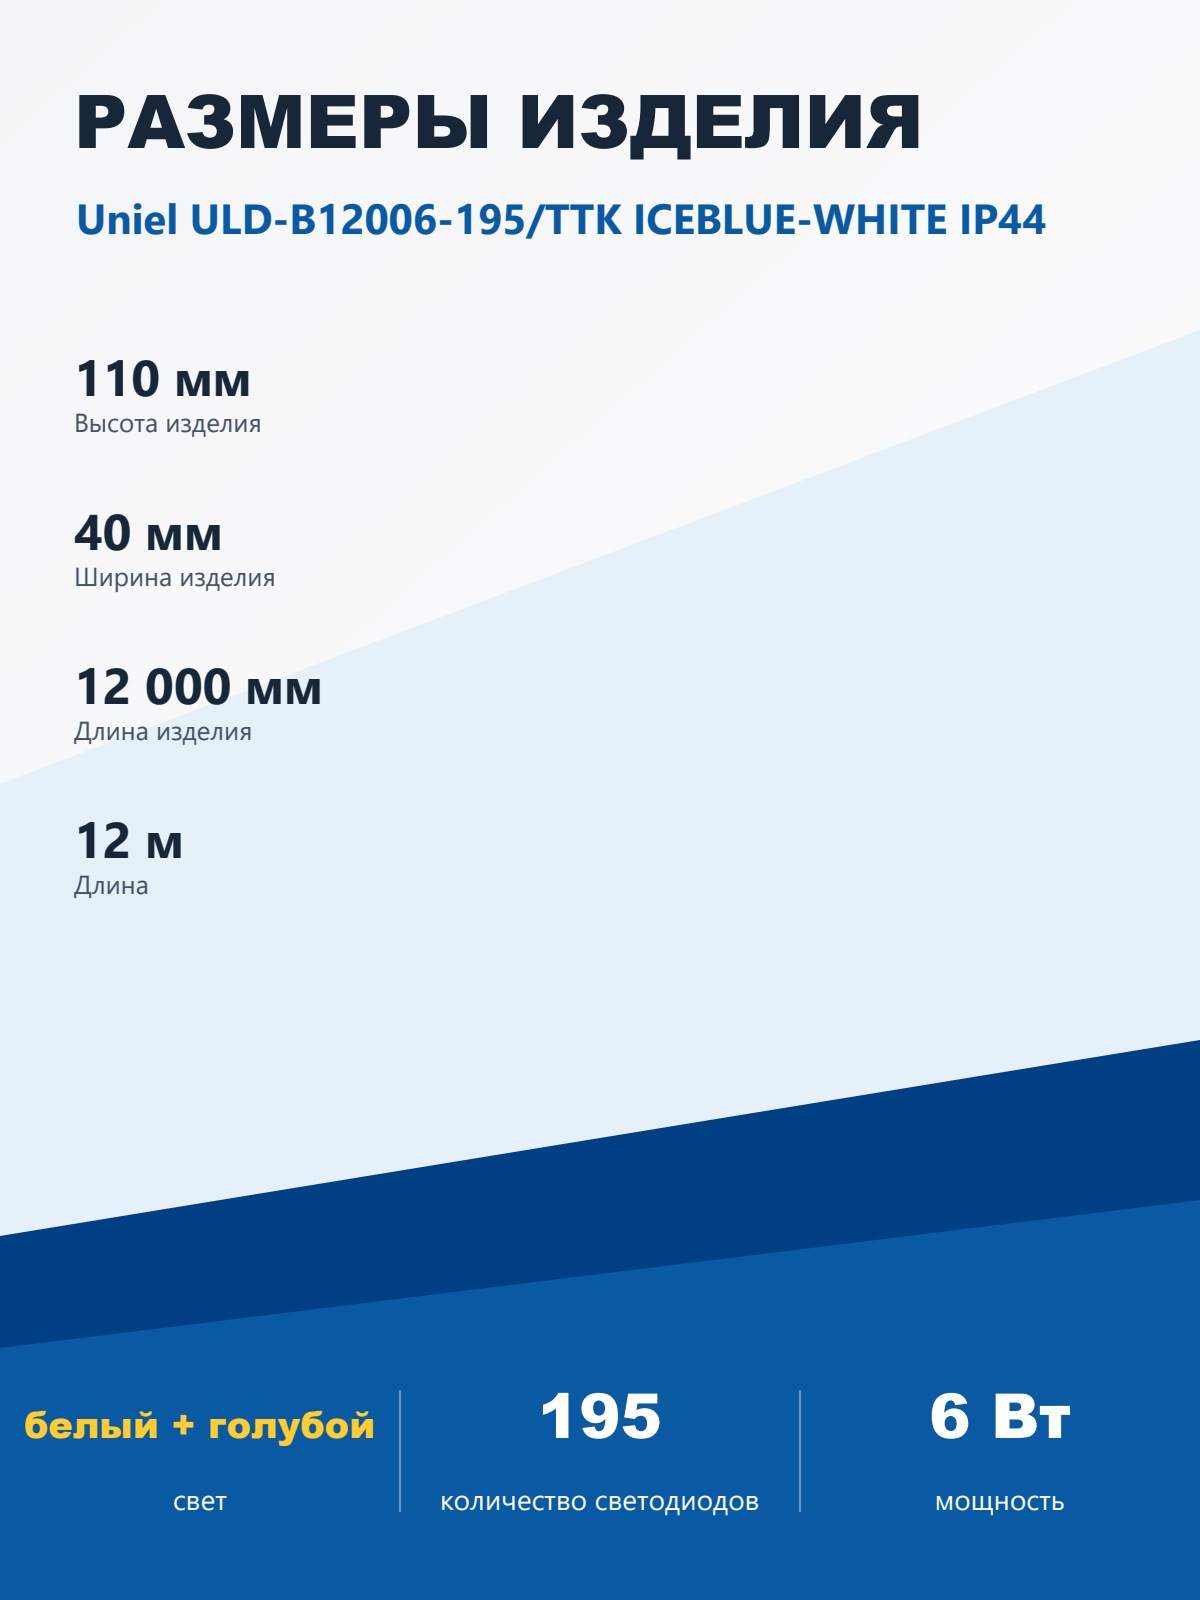 РАЗМЕРЫ ИЗДЕЛИЯ
Uniel ULD-B12006-195/TTK ICEBLUE-WHITE IP44
110 мм
Высота изделия
40 мм
Ширина изделия
12 000 мм
Длина изделия
12 м
Длина
белый + голубой
свет
195
количество светодиодов
6 Вт
мощность